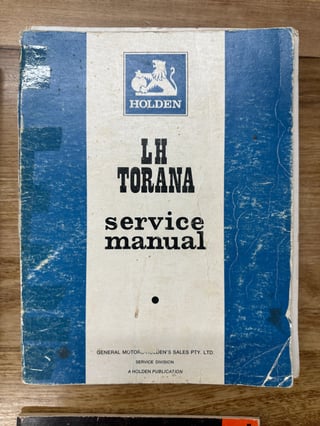 HOLDEN
LH
TORANA
service
manual
GENERAL MOTORS-HOLDEN'S SALES PTY. LTD.
SERVICE DIVISION
A HOLDEN PUBLICATION